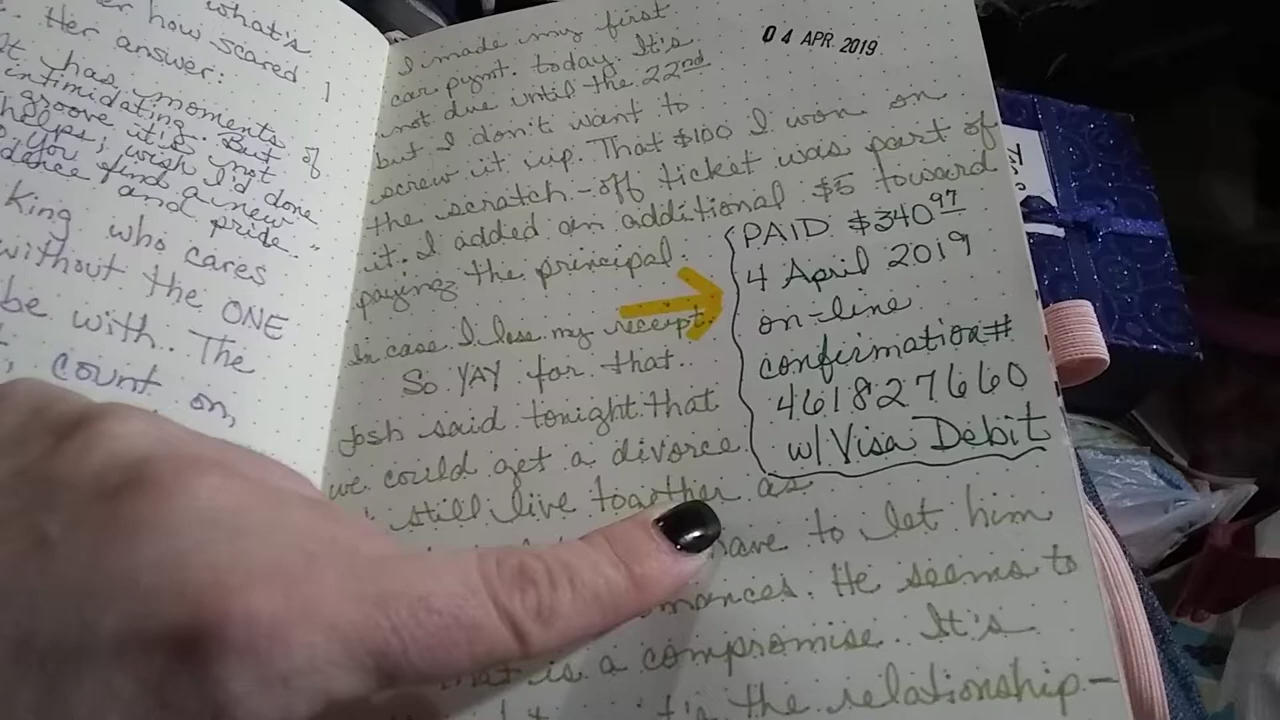 what's
er how scared
Her answer:
It has moments of
intimidating. But
groove it's not
helps; wish I'd done
you find a new
and pride."
King who cares
without the ONE
be with. The
count on,
04 APR 2019
I made my first
car pymt. today. It's
not due until the 22nd
but I don't want to
screw it up. That $100 I won on
the scratch-off ticket was part of
it. I added an additional $5 toward
paying the principal.
In case I lose my receipt.
PAID $340.97
4 April 2019
on-line
confirmation#
461827660
w/Visa Debit
So YAY for that.
Josh said tonight that
we could get a divorce
still live together as
have to let him
mances. He seems to
is a compromise. It's
the relationship-